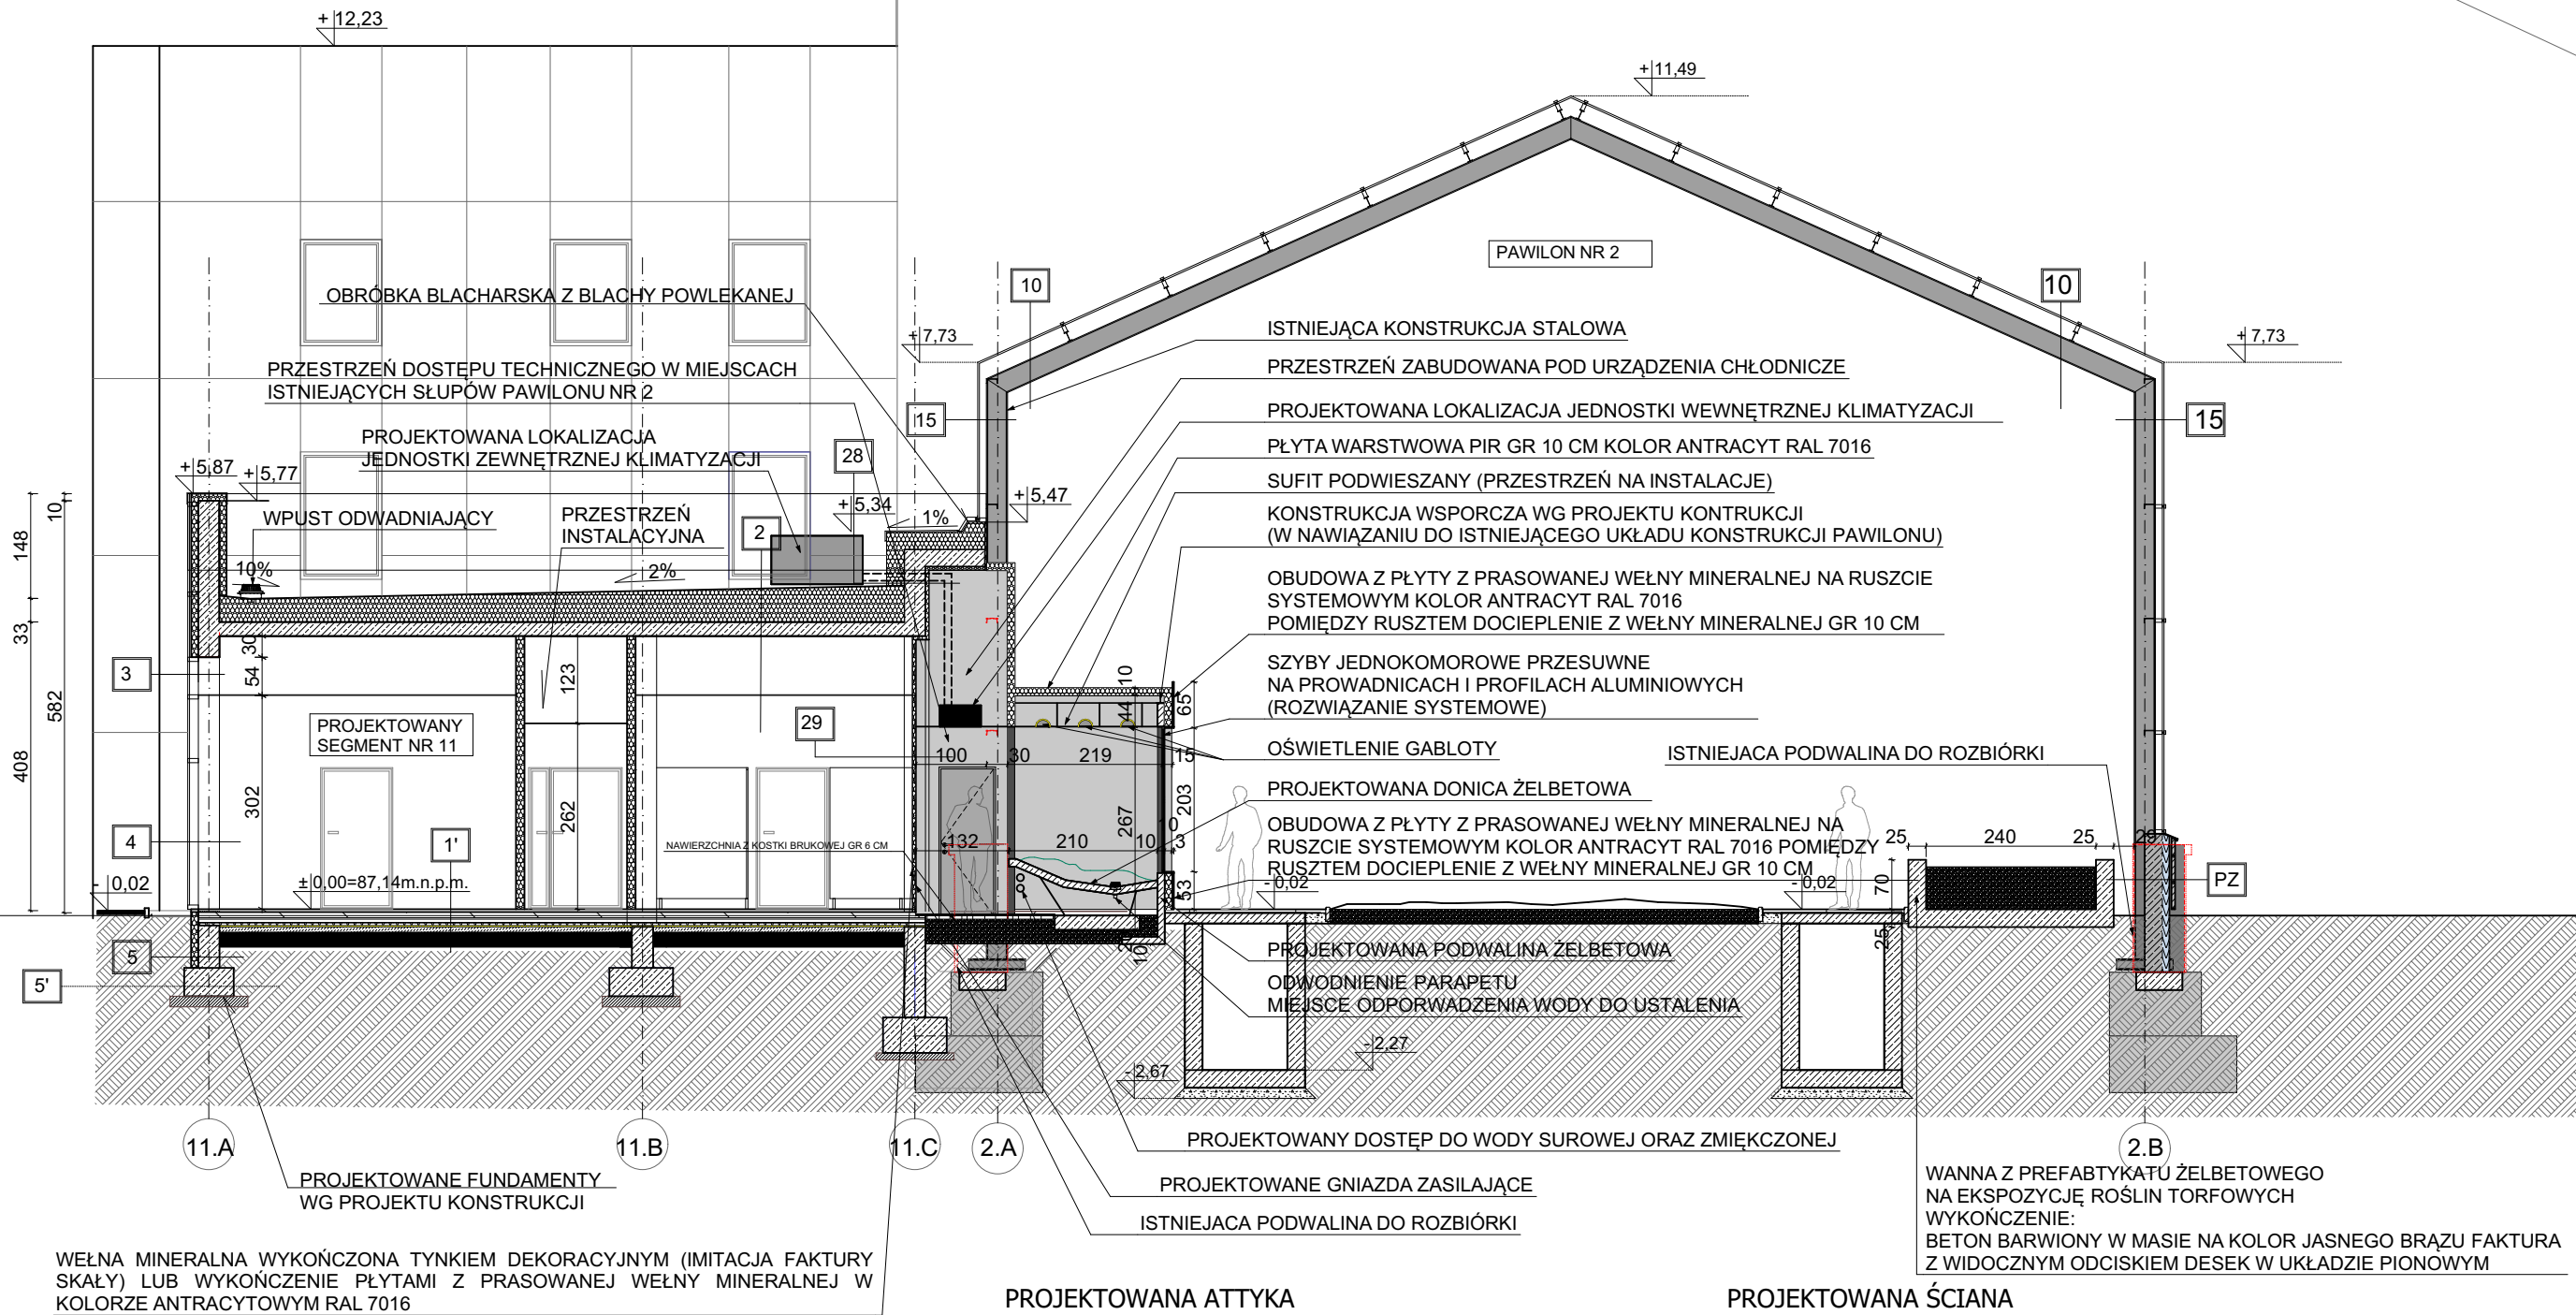 + 12,23
+ 11,49
PAWILON NR 2
OBRÓBKA BLACHARSKA Z BLACHY POWLEKANEJ
10
10
+ 7,73
+ 7,73
ISTNIEJĄCA KONSTRUKCJA STALOWA
PRZESTRZEŃ DOSTĘPU TECHNICZNEGO W MIEJSCACH
ISTNIEJĄCYCH SŁUPÓW PAWILONU NR 2
PRZESTRZEŃ ZABUDOWANA POD URZĄDZENIA CHŁODNICZE
15
15
PROJEKTOWANA LOKALIZACJA JEDNOSTKI WEWNĘTRZNEJ KLIMATYZACJI
PROJEKTOWANA LOKALIZACJA
JEDNOSTKI ZEWNĘTRZNEJ KLIMATYZACJI
28
PŁYTA WARSTWOWA PIR GR 10 CM KOLOR ANTRACYT RAL 7016
+ 5,87
+ 5,77
SUFIT PODWIESZANY (PRZESTRZEŃ NA INSTALACJE)
+ 5,34
+ 5,47
10
WPUST ODWADNIAJĄCY
PRZESTRZEŃ
INSTALACYJNA
2
1%
KONSTRUKCJA WSPORCZA WG PROJEKTU KONTRUKCJI
(W NAWIĄZANIU DO ISTNIEJĄCEGO UKŁADU KONSTRUKCJI PAWILONU)
148
10%
2%
OBUDOWA Z PŁYTY Z PRASOWANEJ WEŁNY MINERALNEJ NA RUSZCIE
SYSTEMOWYM KOLOR ANTRACYT RAL 7016
POMIĘDZY RUSZTEM DOCIEPLENIE Z WEŁNY MINERALNEJ GR 10 CM
33
30
54
3
123
10
44
65
SZYBY JEDNOKOMOROWE PRZESUWNE
NA PROWADNICACH I PROFILACH ALUMINIOWYCH
(ROZWIĄZANIE SYSTEMOWE)
582
408
PROJEKTOWANY
SEGMENT NR 11
29
100
30
219
15
OŚWIETLENIE GABLOTY
ISTNIEJACA PODWALINA DO ROZBIÓRKI
302
262
203
267
PROJEKTOWANA DONICA ŻELBETOWA
OBUDOWA Z PŁYTY Z PRASOWANEJ WEŁNY MINERALNEJ NA
RUSZCIE SYSTEMOWYM KOLOR ANTRACYT RAL 7016 POMIĘDZY
RUSZTEM DOCIEPLENIE Z WEŁNY MINERALNEJ GR 10 CM
4
1'
NAWIERZCHNIA Z KOSTKI BRUKOWEJ GR 6 CM
132
210
10
10
3
25
240
25
29
70
53
PZ
- 0,02
± 0,00=87,14m.n.p.m.
- 0,02
- 0,02
25
5
5'
10
PROJEKTOWANA PODWALINA ŻELBETOWA
ODWODNIENIE PARAPETU
MIEJSCE ODPORWADZENIA WODY DO USTALENIA
- 2,27
- 2,67
11.A
11.B
11.C
2.A
2.B
PROJEKTOWANY DOSTĘP DO WODY SUROWEJ ORAZ ZMIĘKCZONEJ
PROJEKTOWANE FUNDAMENTY
WG PROJEKTU KONSTRUKCJI
PROJEKTOWANE GNIAZDA ZASILAJĄCE
ISTNIEJACA PODWALINA DO ROZBIÓRKI
WANNA Z PREFABTYKATU ŻELBETOWEGO
NA EKSPOZYCJĘ ROŚLIN TORFOWYCH
WYKOŃCZENIE:
BETON BARWIONY W MASIE NA KOLOR JASNEGO BRĄZU FAKTURA
Z WIDOCZNYM ODCISKIEM DESEK W UKŁADZIE PIONOWYM
WEŁNA MINERALNA WYKOŃCZONA TYNKIEM DEKORACYJNYM (IMITACJA FAKTURY
SKAŁY) LUB WYKOŃCZENIE PŁYTAMI Z PRASOWANEJ WEŁNY MINERALNEJ W
KOLORZE ANTRACYTOWYM RAL 7016
PROJEKTOWANA ATTYKA
PROJEKTOWANA ŚCIANA